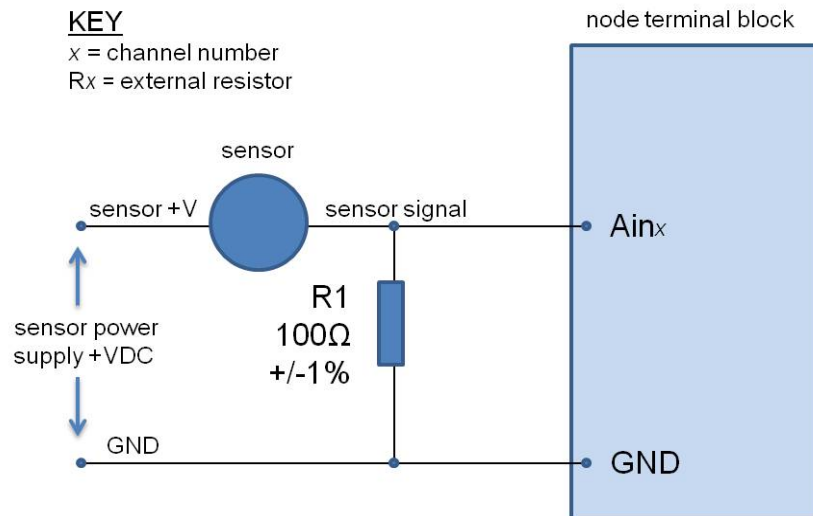 KEY
x = channel number
Rx = external resistor
node terminal block
sensor
sensor +V
sensor signal
Ainx
R1
100Ω
+/-1%
sensor power
supply +VDC
GND
GND